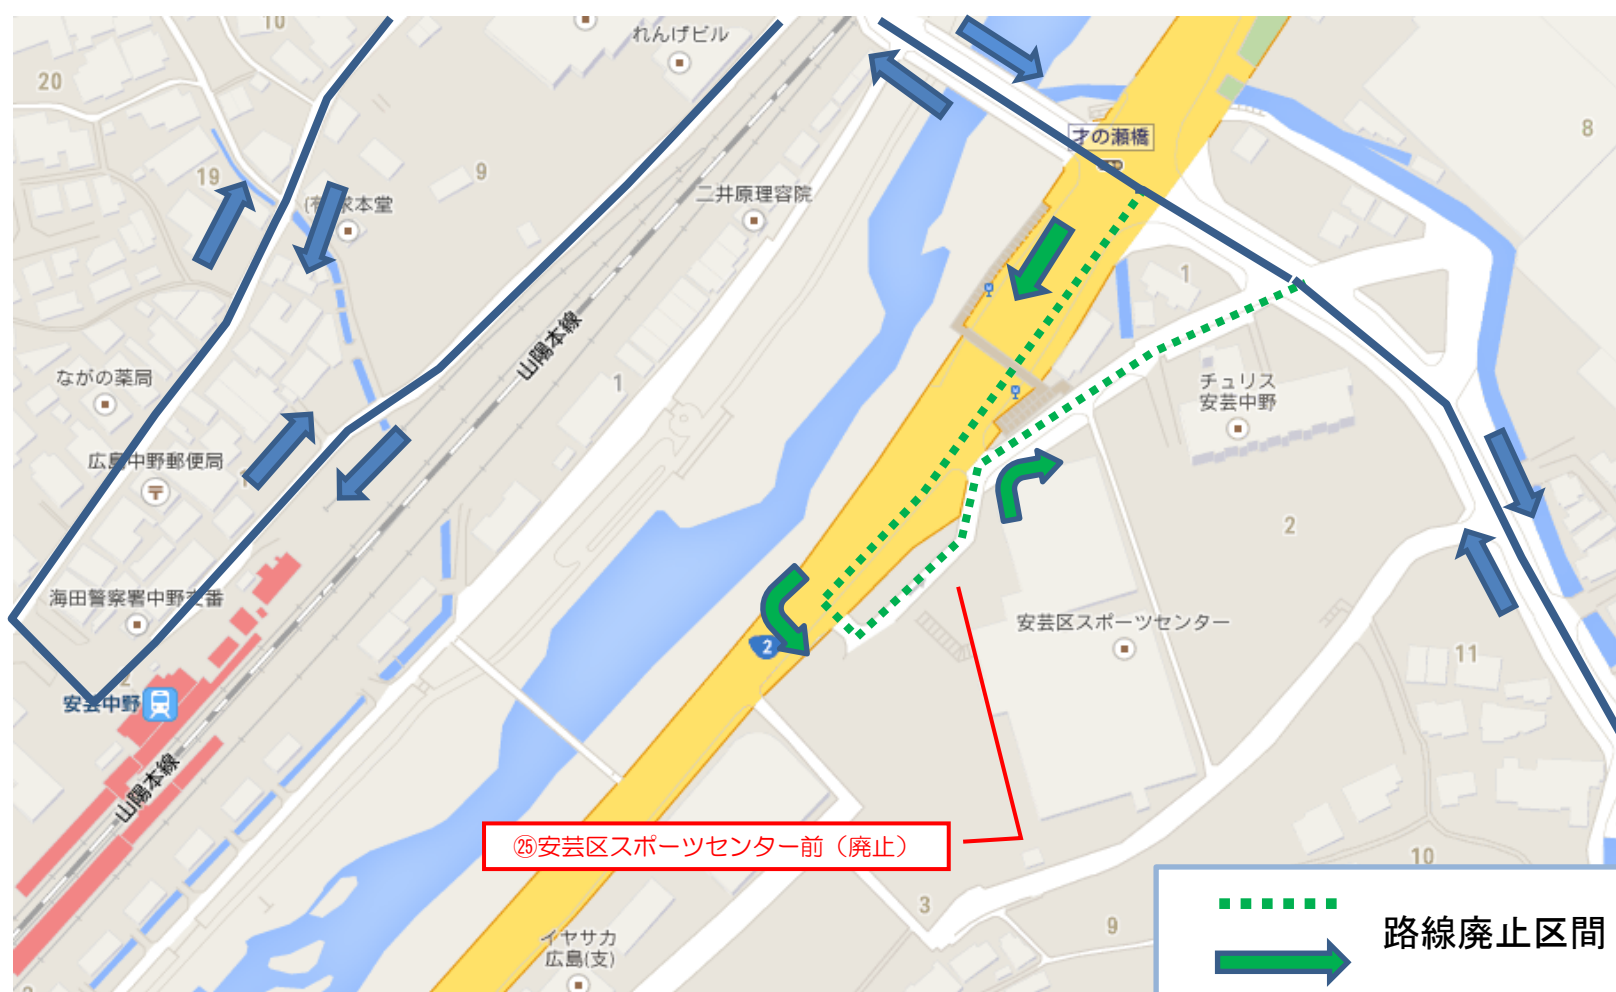 10
れんげビル
20
才の瀬橋
8
9
19
二井原理容院
本堂
1
山陽本線
1
ながの薬局
チュリス
安芸中野
広島中野郵便局
〒
2
海田警察署中野交番
安芸区スポーツセンター
2
11
安芸中野
山陽本線
㉕安芸区スポーツセンター前（廃止）
10
3
9
イヤサカ
広島(支)
路線廃止区間